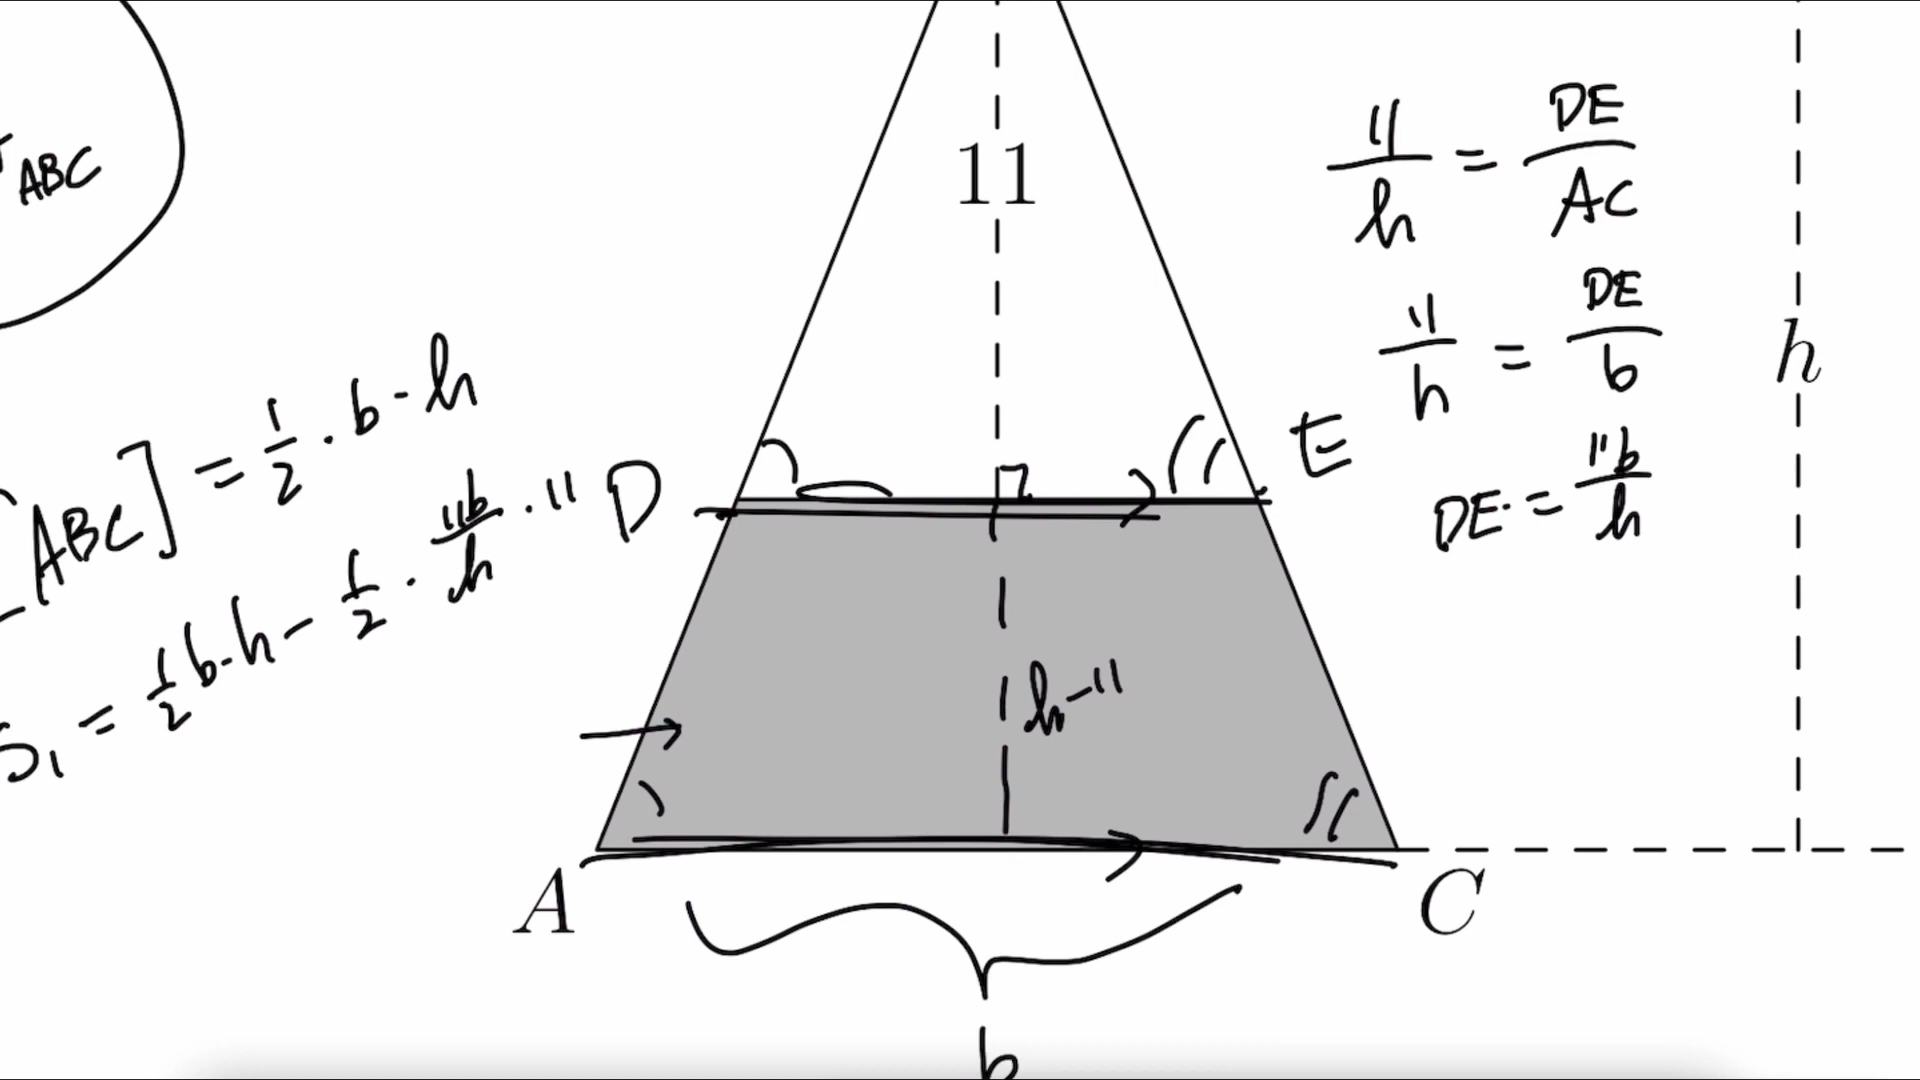 ABC
11
11/h = DE/AC
11/h = DE/b
h
ABC] = 1/2 · b · h
D
E
DE = 11b/h
S₁ = 1/2 b · h - 1/2 · 11b/h · 11
h - 11
A
C
b